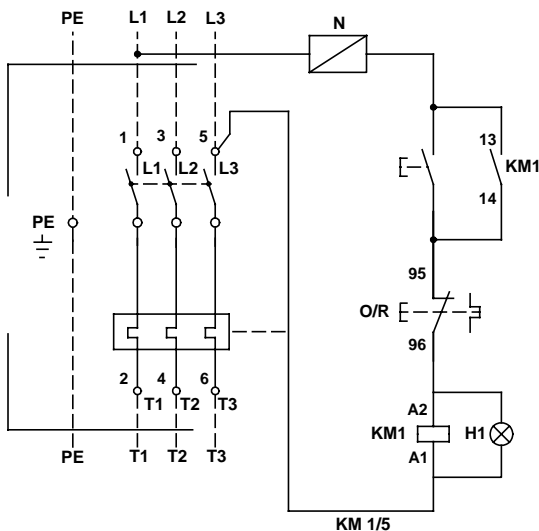 PE L1 L2 L3 N
1 3 5 13
L1 L2 L3 KM1
14
PE
95
O/R
96
2 4 6
T1 T2 T3 A2
KM1 H1
A1
PE T1 T2 T3
KM 1/5